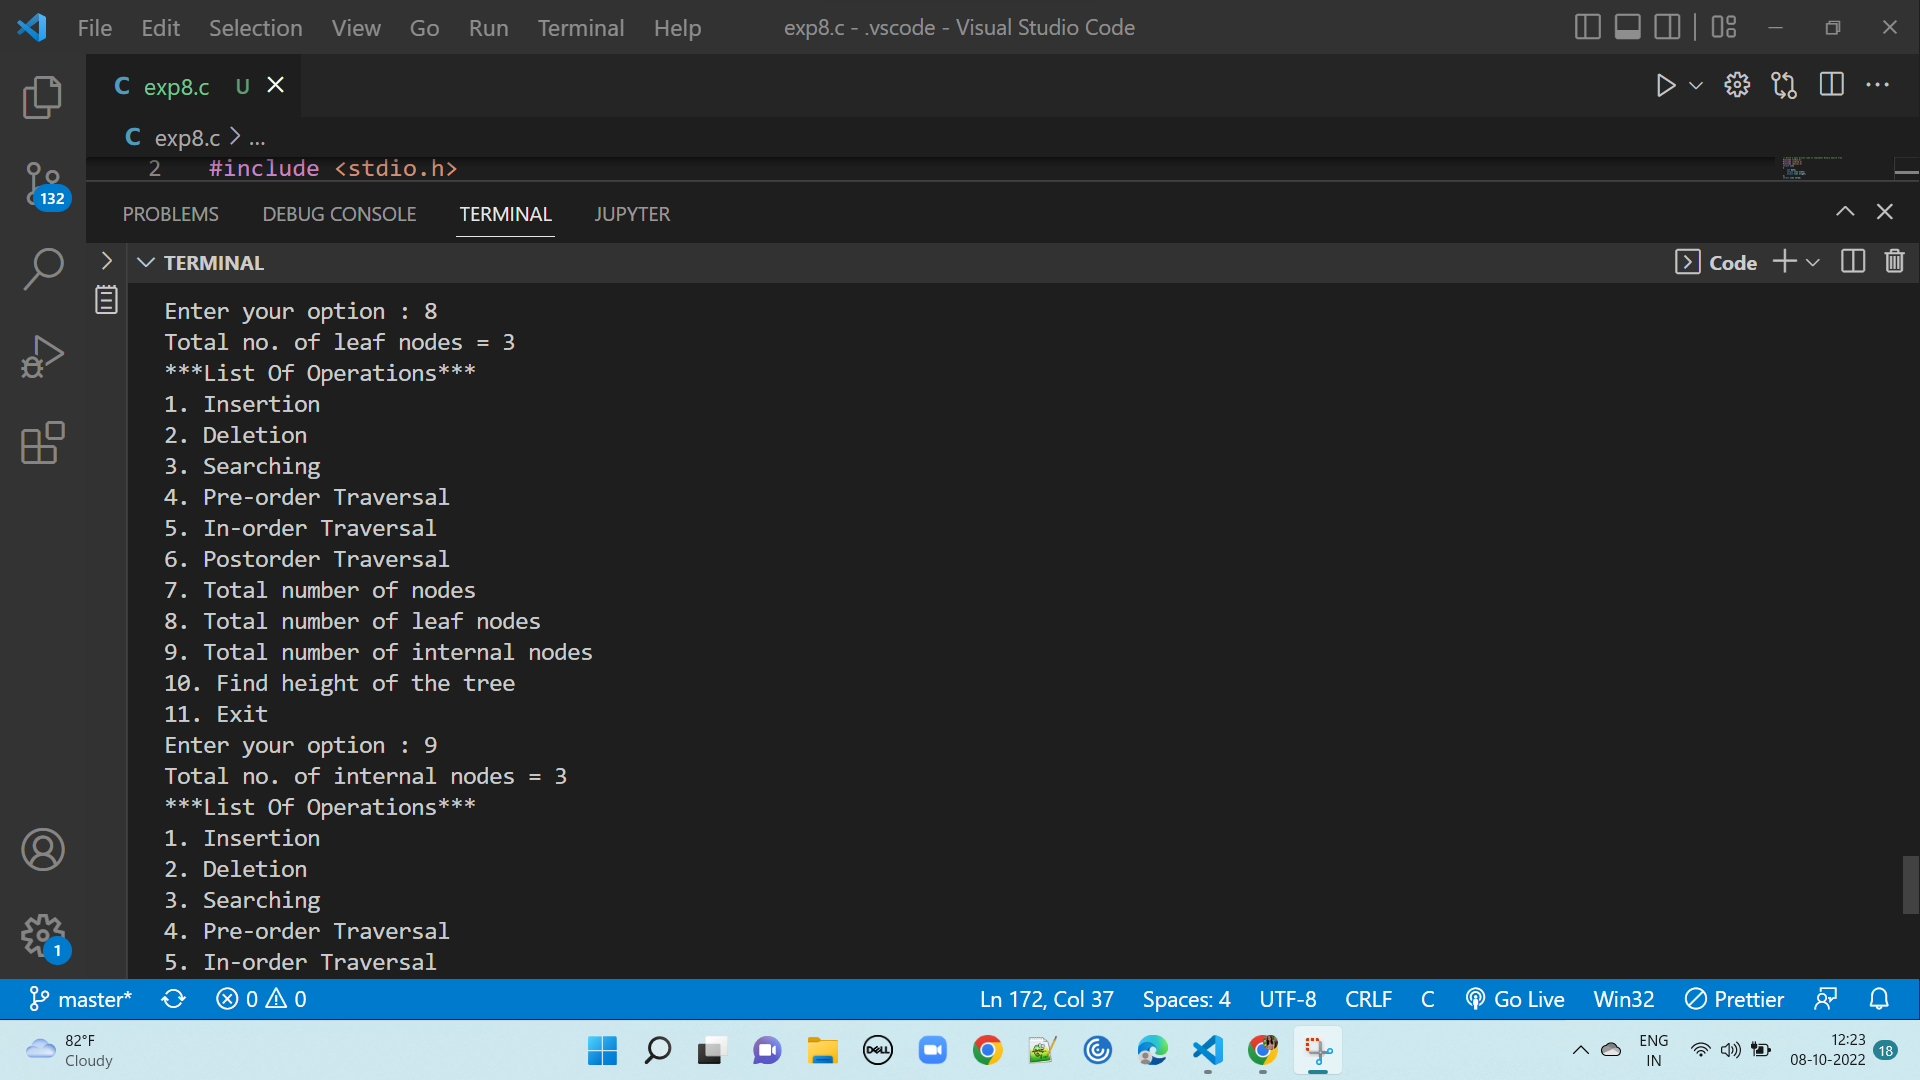 File Edit Selection View Go Run Terminal Help exp8.c - .vscode - Visual Studio Code
C exp8.c U
C exp8.c > ...
2 #include <stdio.h>
PROBLEMS DEBUG CONSOLE TERMINAL JUPYTER
TERMINAL Code
132
Enter your option : 8
Total no. of leaf nodes = 3
***List Of Operations***
1. Insertion
2. Deletion
3. Searching
4. Pre-order Traversal
5. In-order Traversal
6. Postorder Traversal
7. Total number of nodes
8. Total number of leaf nodes
9. Total number of internal nodes
10. Find height of the tree
11. Exit
Enter your option : 9
Total no. of internal nodes = 3
***List Of Operations***
1. Insertion
2. Deletion
3. Searching
4. Pre-order Traversal
5. In-order Traversal
1
master* 0 0 Ln 172, Col 37 Spaces: 4 UTF-8 CRLF C Go Live Win32 Prettier
82°F
Cloudy
DELL
ENG
IN
12:23
08-10-2022
18